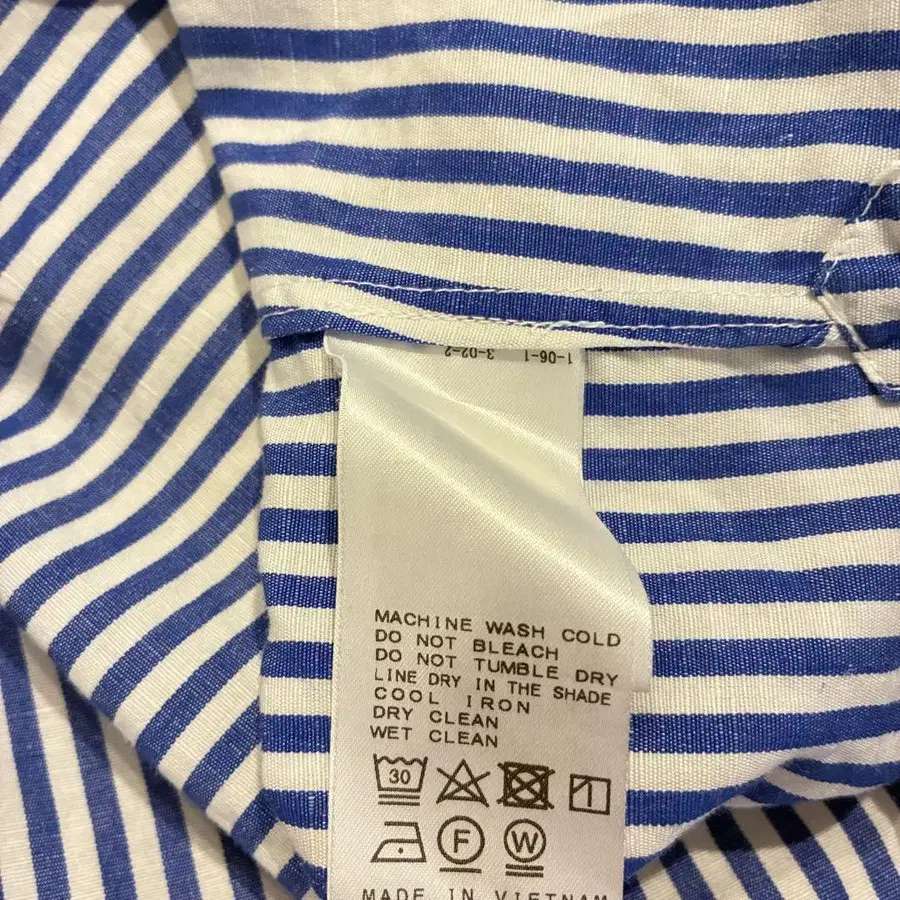 3-02-2
1-06-1
MACHINE WASH COLD
DO NOT BLEACH
DO NOT TUMBLE DRY
LINE DRY IN THE SHADE
COOL IRON
DRY CLEAN
WET CLEAN
30
F
W
MADE IN VIETNAM